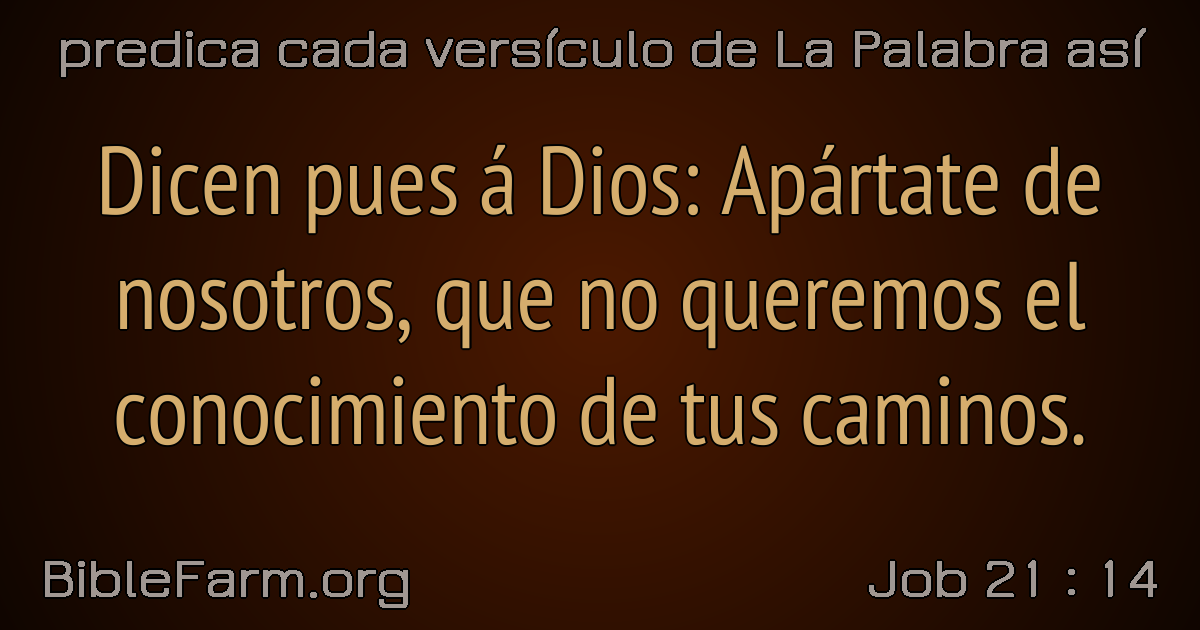 predica cada versículo de La Palabra así
Dicen pues á Dios: Apártate de
nosotros, que no queremos el
conocimiento de tus caminos.
BibleFarm.org
Job 21 : 14